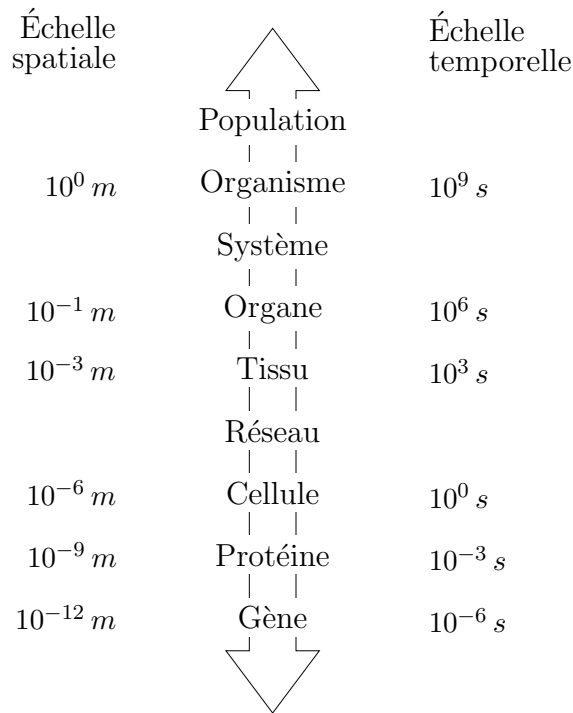 Échelle
spatiale
Échelle
temporelle
Population
10⁰ m Organisme 10⁹ s
Système
10⁻¹ m Organe 10⁶ s
10⁻³ m Tissu 10³ s
Réseau
10⁻⁶ m Cellule 10⁰ s
10⁻⁹ m Protéine 10⁻³ s
10⁻¹² m Gène 10⁻⁶ s